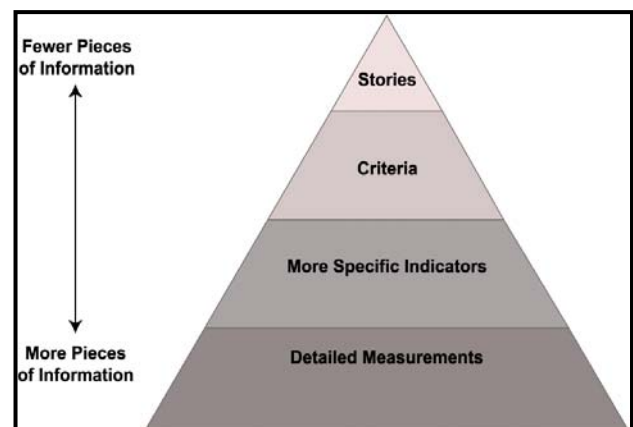 Fewer Pieces
of Information
Stories
Criteria
More Specific Indicators
More Pieces
of Information
Detailed Measurements